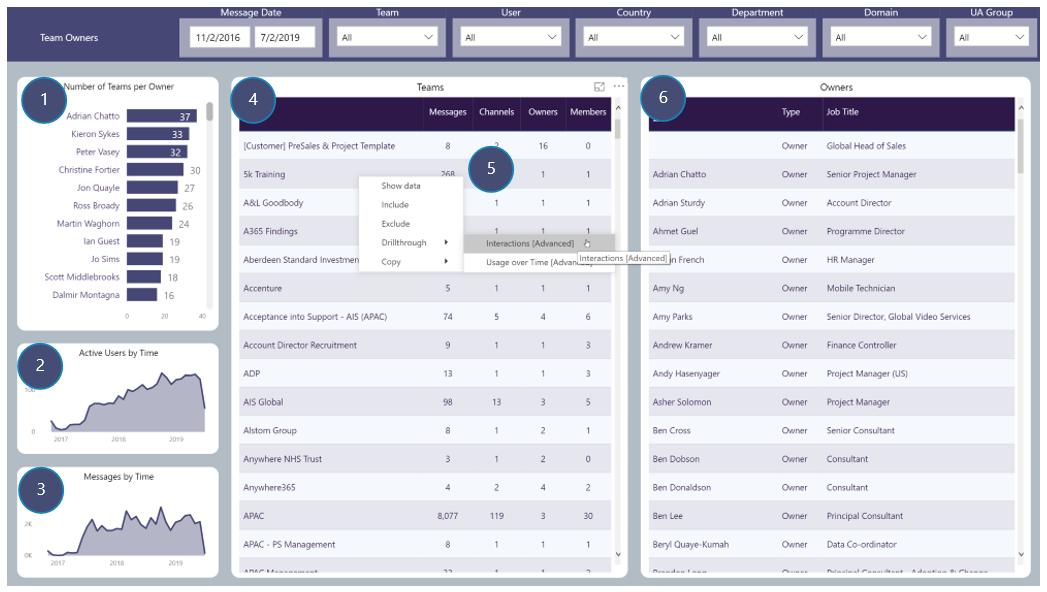 Message Date Team User Country Department Domain UA Group
Team Owners 11/2/2016 7/2/2019 All All All All All All
1 Number of Teams per Owner
Adrian Chatto 37
Kieron Sykes 33
Peter Vasey 32
Christine Fortier 30
Jon Quayle 27
Ross Broady 26
Martin Waghorn 24
Ian Guest 19
Jo Sims 19
Scott Middlebrooks 18
Dalmir Montagna 16
0 20 40
2 Active Users by Time
0
2017 2018 2019
3 Messages by Time
2K
0K
2017 2018 2019
4 Teams
Messages Channels Owners Members
[Customer] PreSales & Project Template 8 2 16 0
5k Training 268 1 1
A&L Goodbody 1 1 1
A365 Findings 1 1 1
Aberdeen Standard Investmen
Accenture 5 1 1 1
Acceptance into Support - AIS (APAC) 74 5 4 6
Account Director Recruitment 9 1 1 3
ADP 13 1 1 3
AIS Global 98 13 3 5
Alstom Group 8 1 2 1
Anywhere NHS Trust 3 1 2 0
Anywhere365 4 2 4 2
APAC 8,077 119 3 30
APAC - PS Management 8 1 1 1
APAC Management 1 1
5
Show data
Include
Exclude
Drillthrough
Copy
Interactions [Advanced]
Usage over Time [Advanced]
Interactions [Advanced]
6 Owners
Type Job Title
Owner Global Head of Sales
Adrian Chatto Owner Senior Project Manager
Adrian Sturdy Owner Account Director
Ahmet Guel Owner Programme Director
n French Owner HR Manager
Amy Ng Owner Mobile Technician
Amy Parks Owner Senior Director, Global Video Services
Andrew Kramer Owner Finance Controller
Andy Hasenyager Owner Project Manager (US)
Asher Solomon Owner Project Manager
Ben Cross Owner Senior Consultant
Ben Dobson Owner Consultant
Ben Donaldson Owner Consultant
Ben Lee Owner Principal Consultant
Beryl Quaye-Kumah Owner Data Co-ordinator
Brandon Long Owner Principal Consultant - Adoption & Change